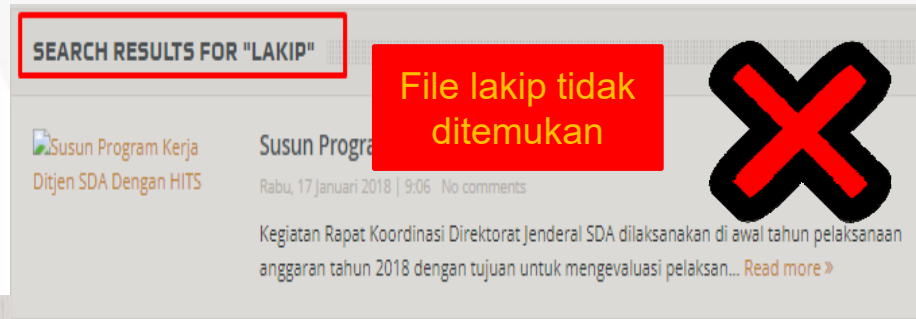 SEARCH RESULTS FOR "LAKIP"
File lakip tidak
ditemukan
Susun Program Kerja
Ditjen SDA Dengan HITS
Susun Progra
Rabu, 17 Januari 2018 | 9:06 No comments
Kegiatan Rapat Koordinasi Direktorat Jenderal SDA dilaksanakan di awal tahun pelaksanaan
anggaran tahun 2018 dengan tujuan untuk mengevaluasi pelaksan... Read more »